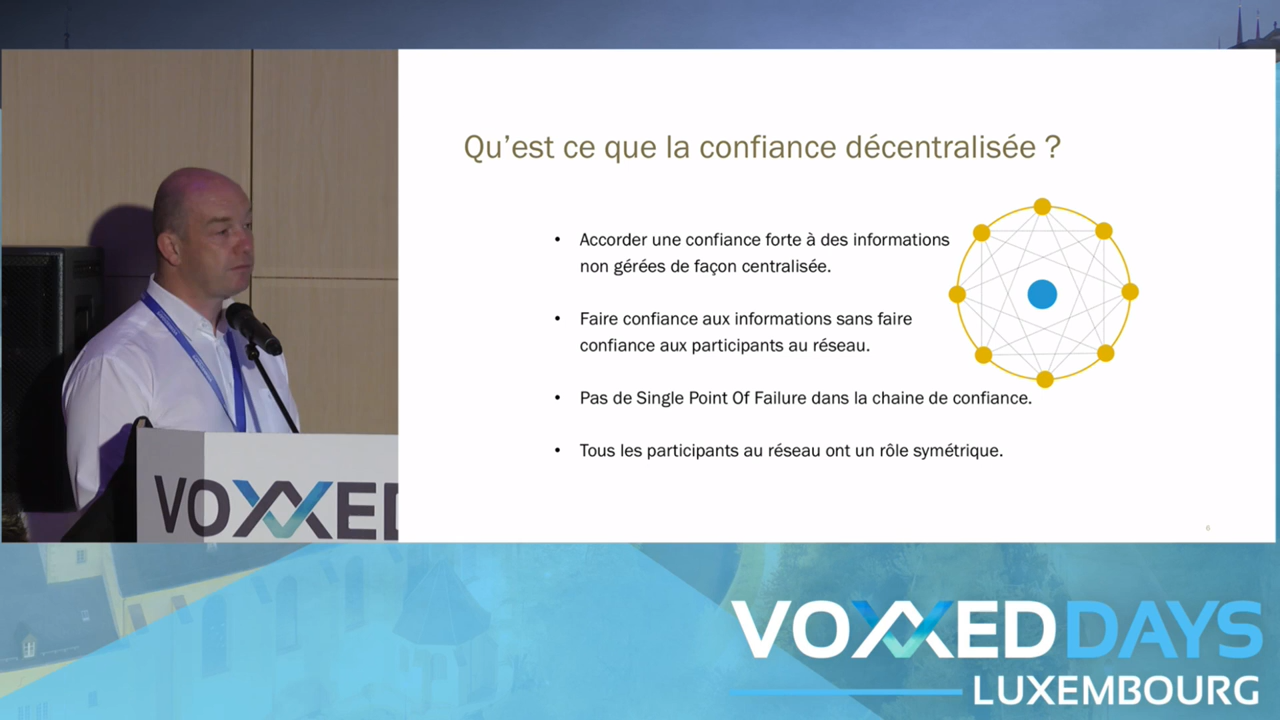 Qu'est ce que la confiance décentralisée ?
• Accorder une confiance forte à des informations
non gérées de façon centralisée.
• Faire confiance aux informations sans faire
confiance aux participants au réseau.
• Pas de Single Point Of Failure dans la chaine de confiance.
• Tous les participants au réseau ont un rôle symétrique.
6
VOXXED
VOXXED DAYS
LUXEMBOURG